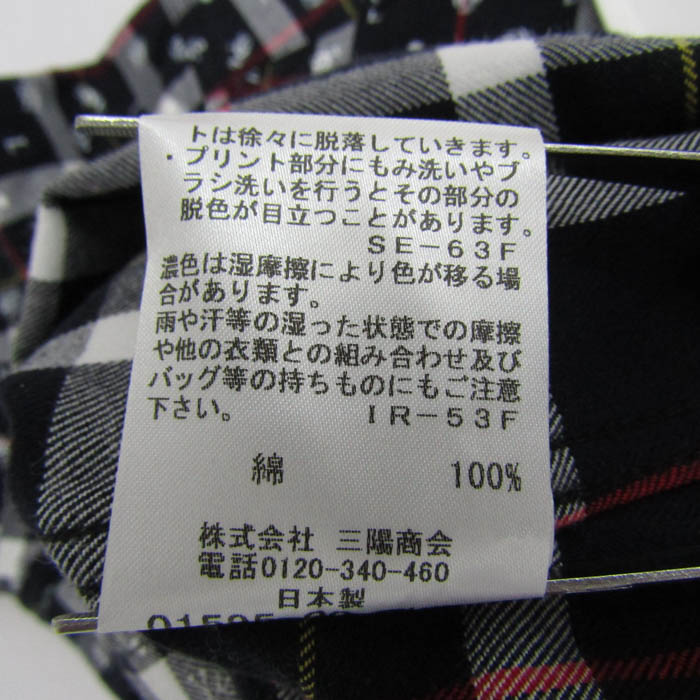 トは徐々に脱落していきます。
・プリント部分にもみ洗いやブ
ラシ洗いを行うとその部分の
脱色が目立つことがあります。
SE-63F
濃色は湿摩擦により色が移る場
合があります。
雨や汗等の湿った状態での摩擦
や他の衣類との組み合わせ及び
バッグ等の持ちものにもご注意
下さい。 IR-53F
綿 100%
株式会社 三陽商会
電話0120-340-460
日本製